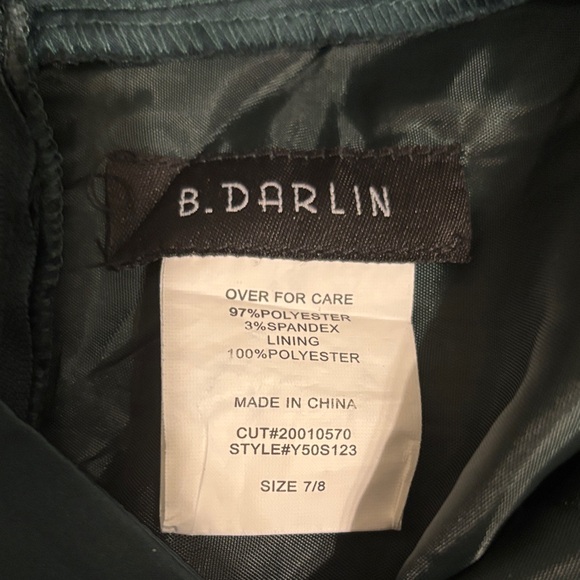 B. DARLIN
OVER FOR CARE
97%POLYESTER
3%SPANDEX
LINING
100%POLYESTER
MADE IN CHINA
CUT#20010570
STYLE#Y50S123
SIZE 7/8